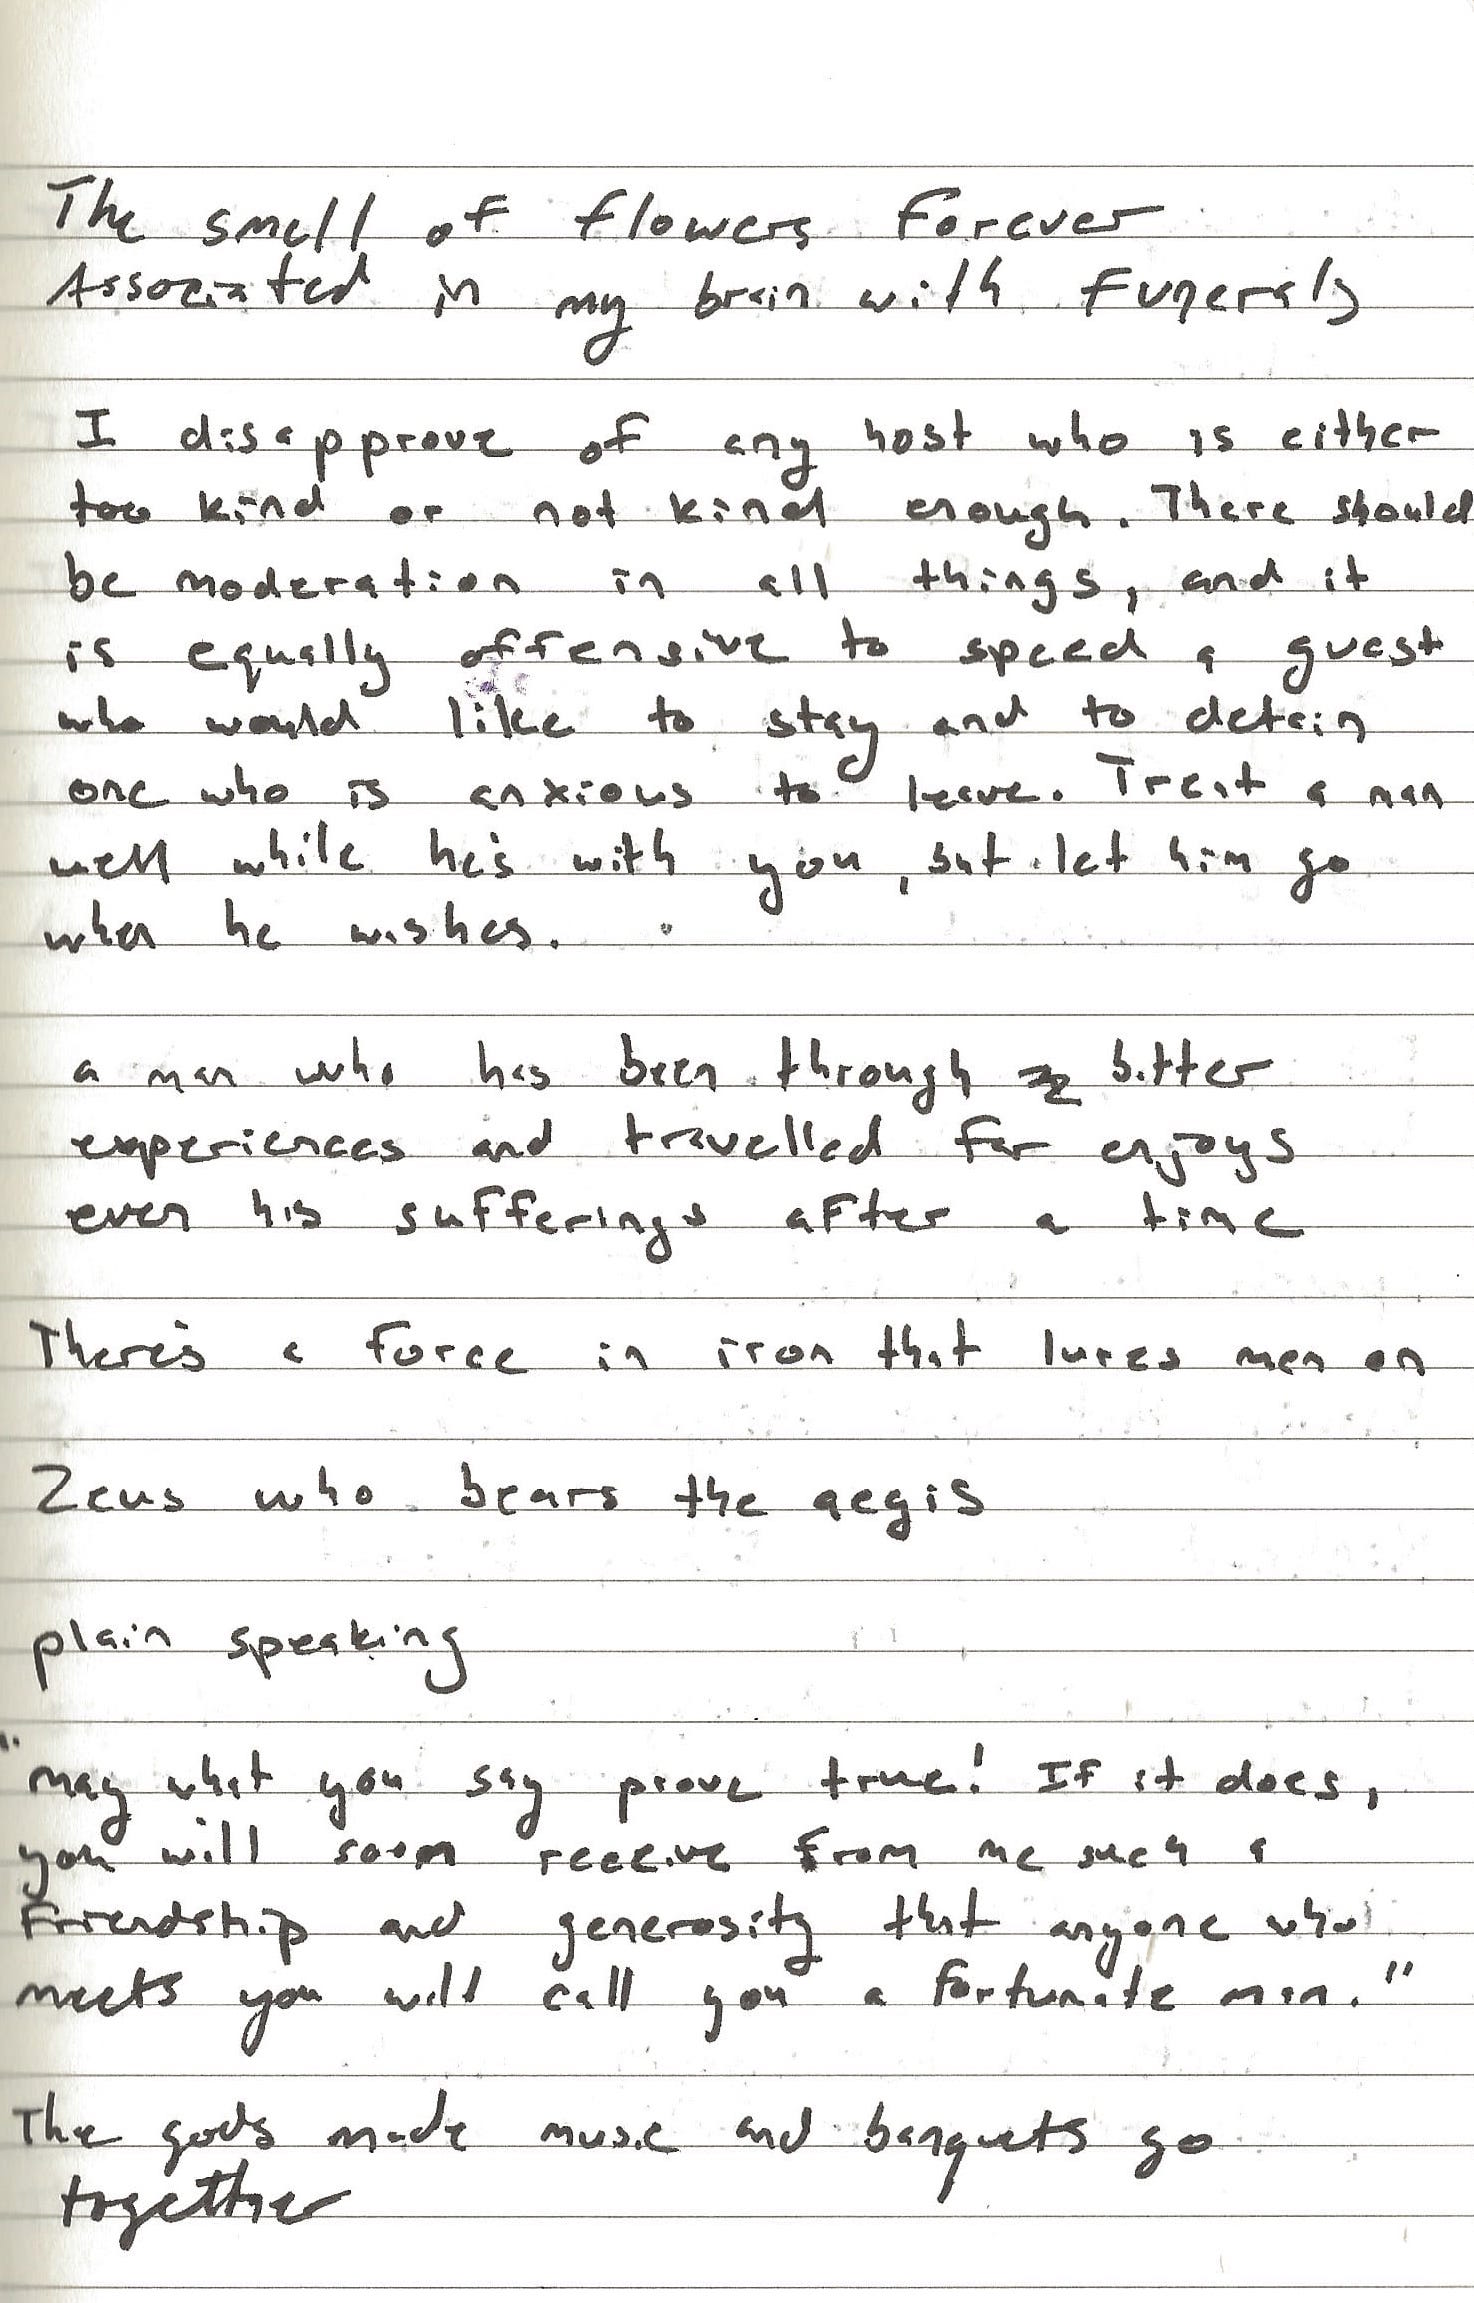 The smell of flowers forever
Associated in my brain with funerals
I disapprove of any host who is either
too kind or not kind enough. There should
be moderation in all things, and it
is equally offensive to speed a guest
who would like to stay and to detain
one who is anxious to leave. Treat a man
well while he's with you, but let him go
when he wishes.
a man who has been through bitter
experiences and travelled far enjoys
even his sufferings after a time
There's a force in iron that lures men on
Zeus who bears the aegis
plain speaking
"may what you say prove true! If it does,
you will soon receive from me such a
friendship and generosity that anyone who
meets you will call you a fortunate man."
The gods made music and banquets go
together